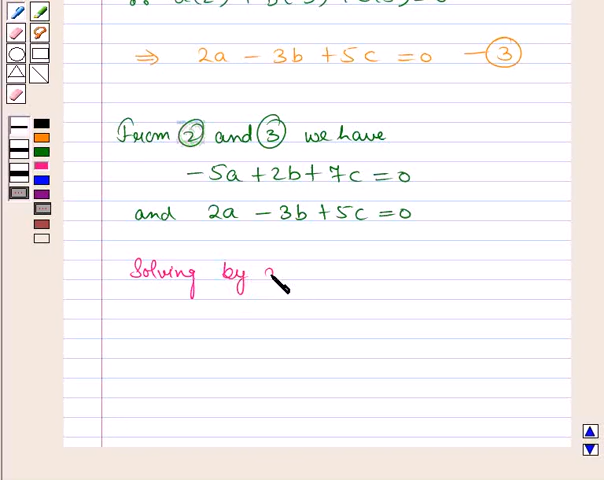 ⇒ 2a - 3b + 5c = 0 — ③
From ② and ③ we have
-5a + 2b + 7c = 0
and 2a - 3b + 5c = 0
Solving by